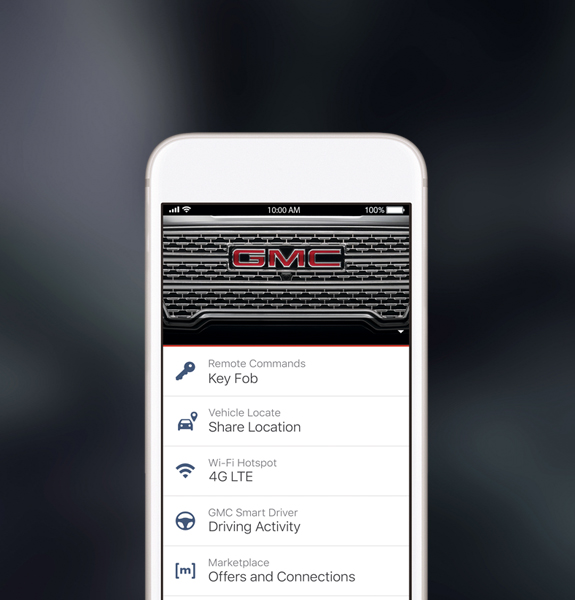 10:00 AM 100%
GMC
Remote Commands
Key Fob
Vehicle Locate
Share Location
Wi-Fi Hotspot
4G LTE
GMC Smart Driver
Driving Activity
[m]
Marketplace
Offers and Connections